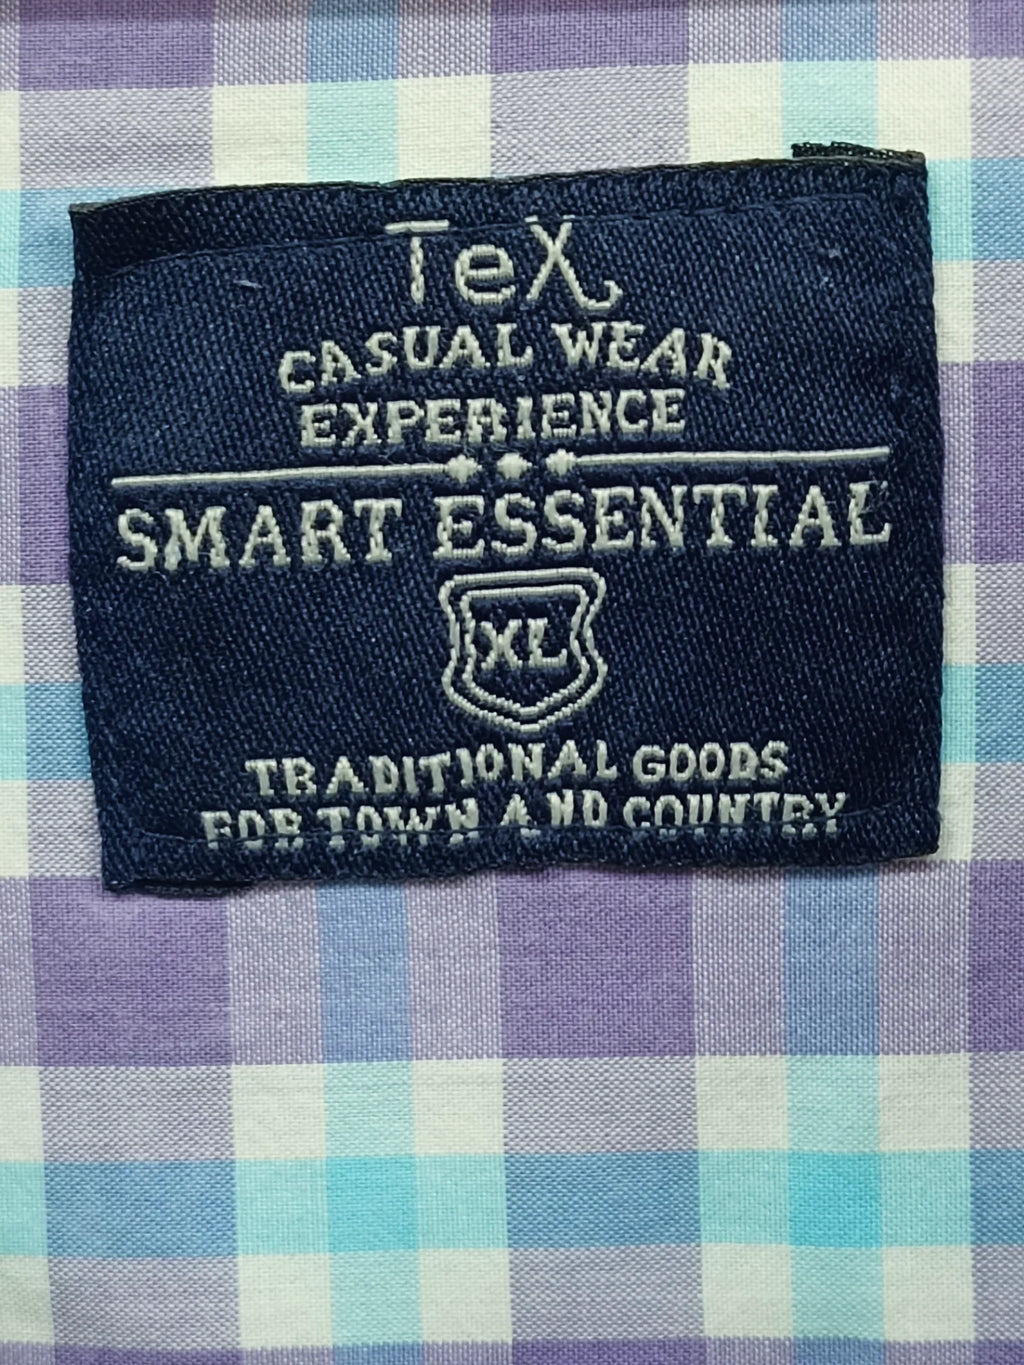 TeX
CASUAL WEAR
EXPERIENCE
SMART ESSENTIAL
XL
TRADITIONAL GOODS
FOR TOWN AND COUNTRY